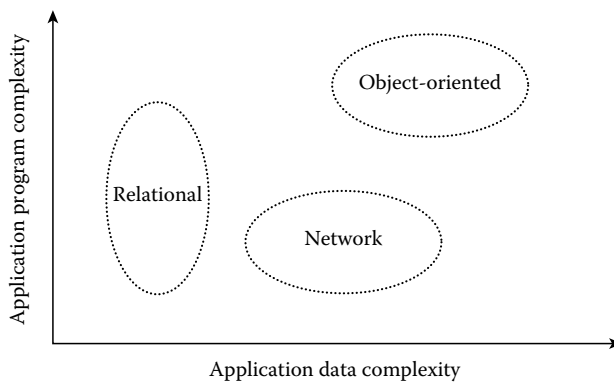 Application program complexity
Object-oriented
Relational
Network
Application data complexity